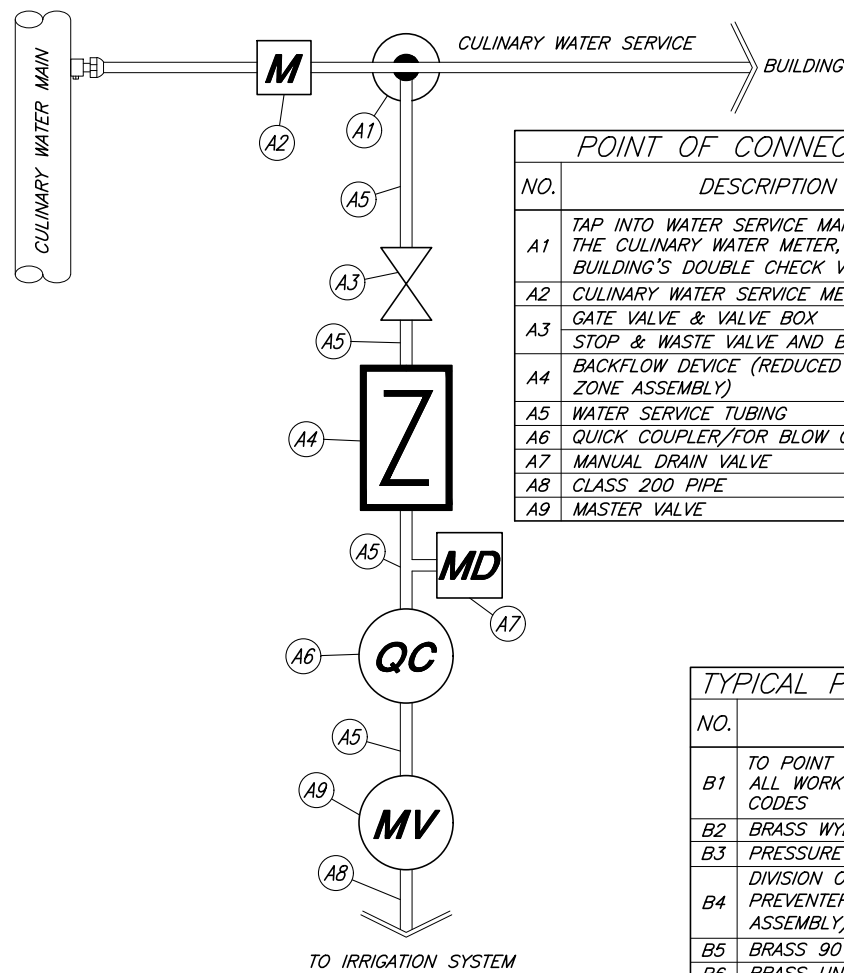 CULINARY WATER MAIN
M
A2
A1
CULINARY WATER SERVICE
BUILDING
A5
A3
A5
A4
Z
A5
MD
A7
A6
QC
A5
A9
MV
A8
TO IRRIGATION SYSTEM
POINT OF
NO.
DESCRIPTION
A1
TAP INTO WATER SERVICE
THE CULINARY WATER METER,
BUILDING'S DOUBLE CHECK
A2 CULINARY WATER SERVICE
A3
GATE VALVE & VALVE BOX
STOP & WASTE VALVE AND
A4
BACKFLOW DEVICE (REDUCED
ZONE ASSEMBLY)
A5 WATER SERVICE TUBING
A6 QUICK COUPLER/FOR BLOW
A7 MANUAL DRAIN VALVE
A8 CLASS 200 PIPE
A9 MASTER VALVE
TYPICAL
NO.
B1
TO POINT
ALL WORK
CODES
B2 BRASS
B3 PRESSURE
B4
DIVISION
ASSEMBLY)
B5 BRASS 90
B6 BRASS